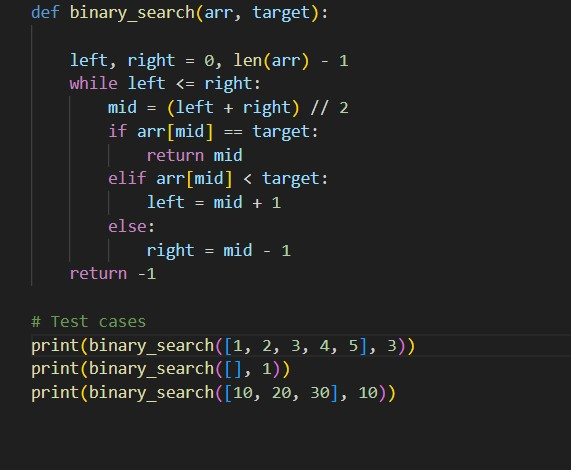 def binary_search(arr, target):
    left, right = 0, len(arr) - 1
    while left <= right:
        mid = (left + right) // 2
        if arr[mid] == target:
            return mid
        elif arr[mid] < target:
            left = mid + 1
        else:
            right = mid - 1
    return -1
# Test cases
print(binary_search([1, 2, 3, 4, 5], 3))
print(binary_search([], 1))
print(binary_search([10, 20, 30], 10))